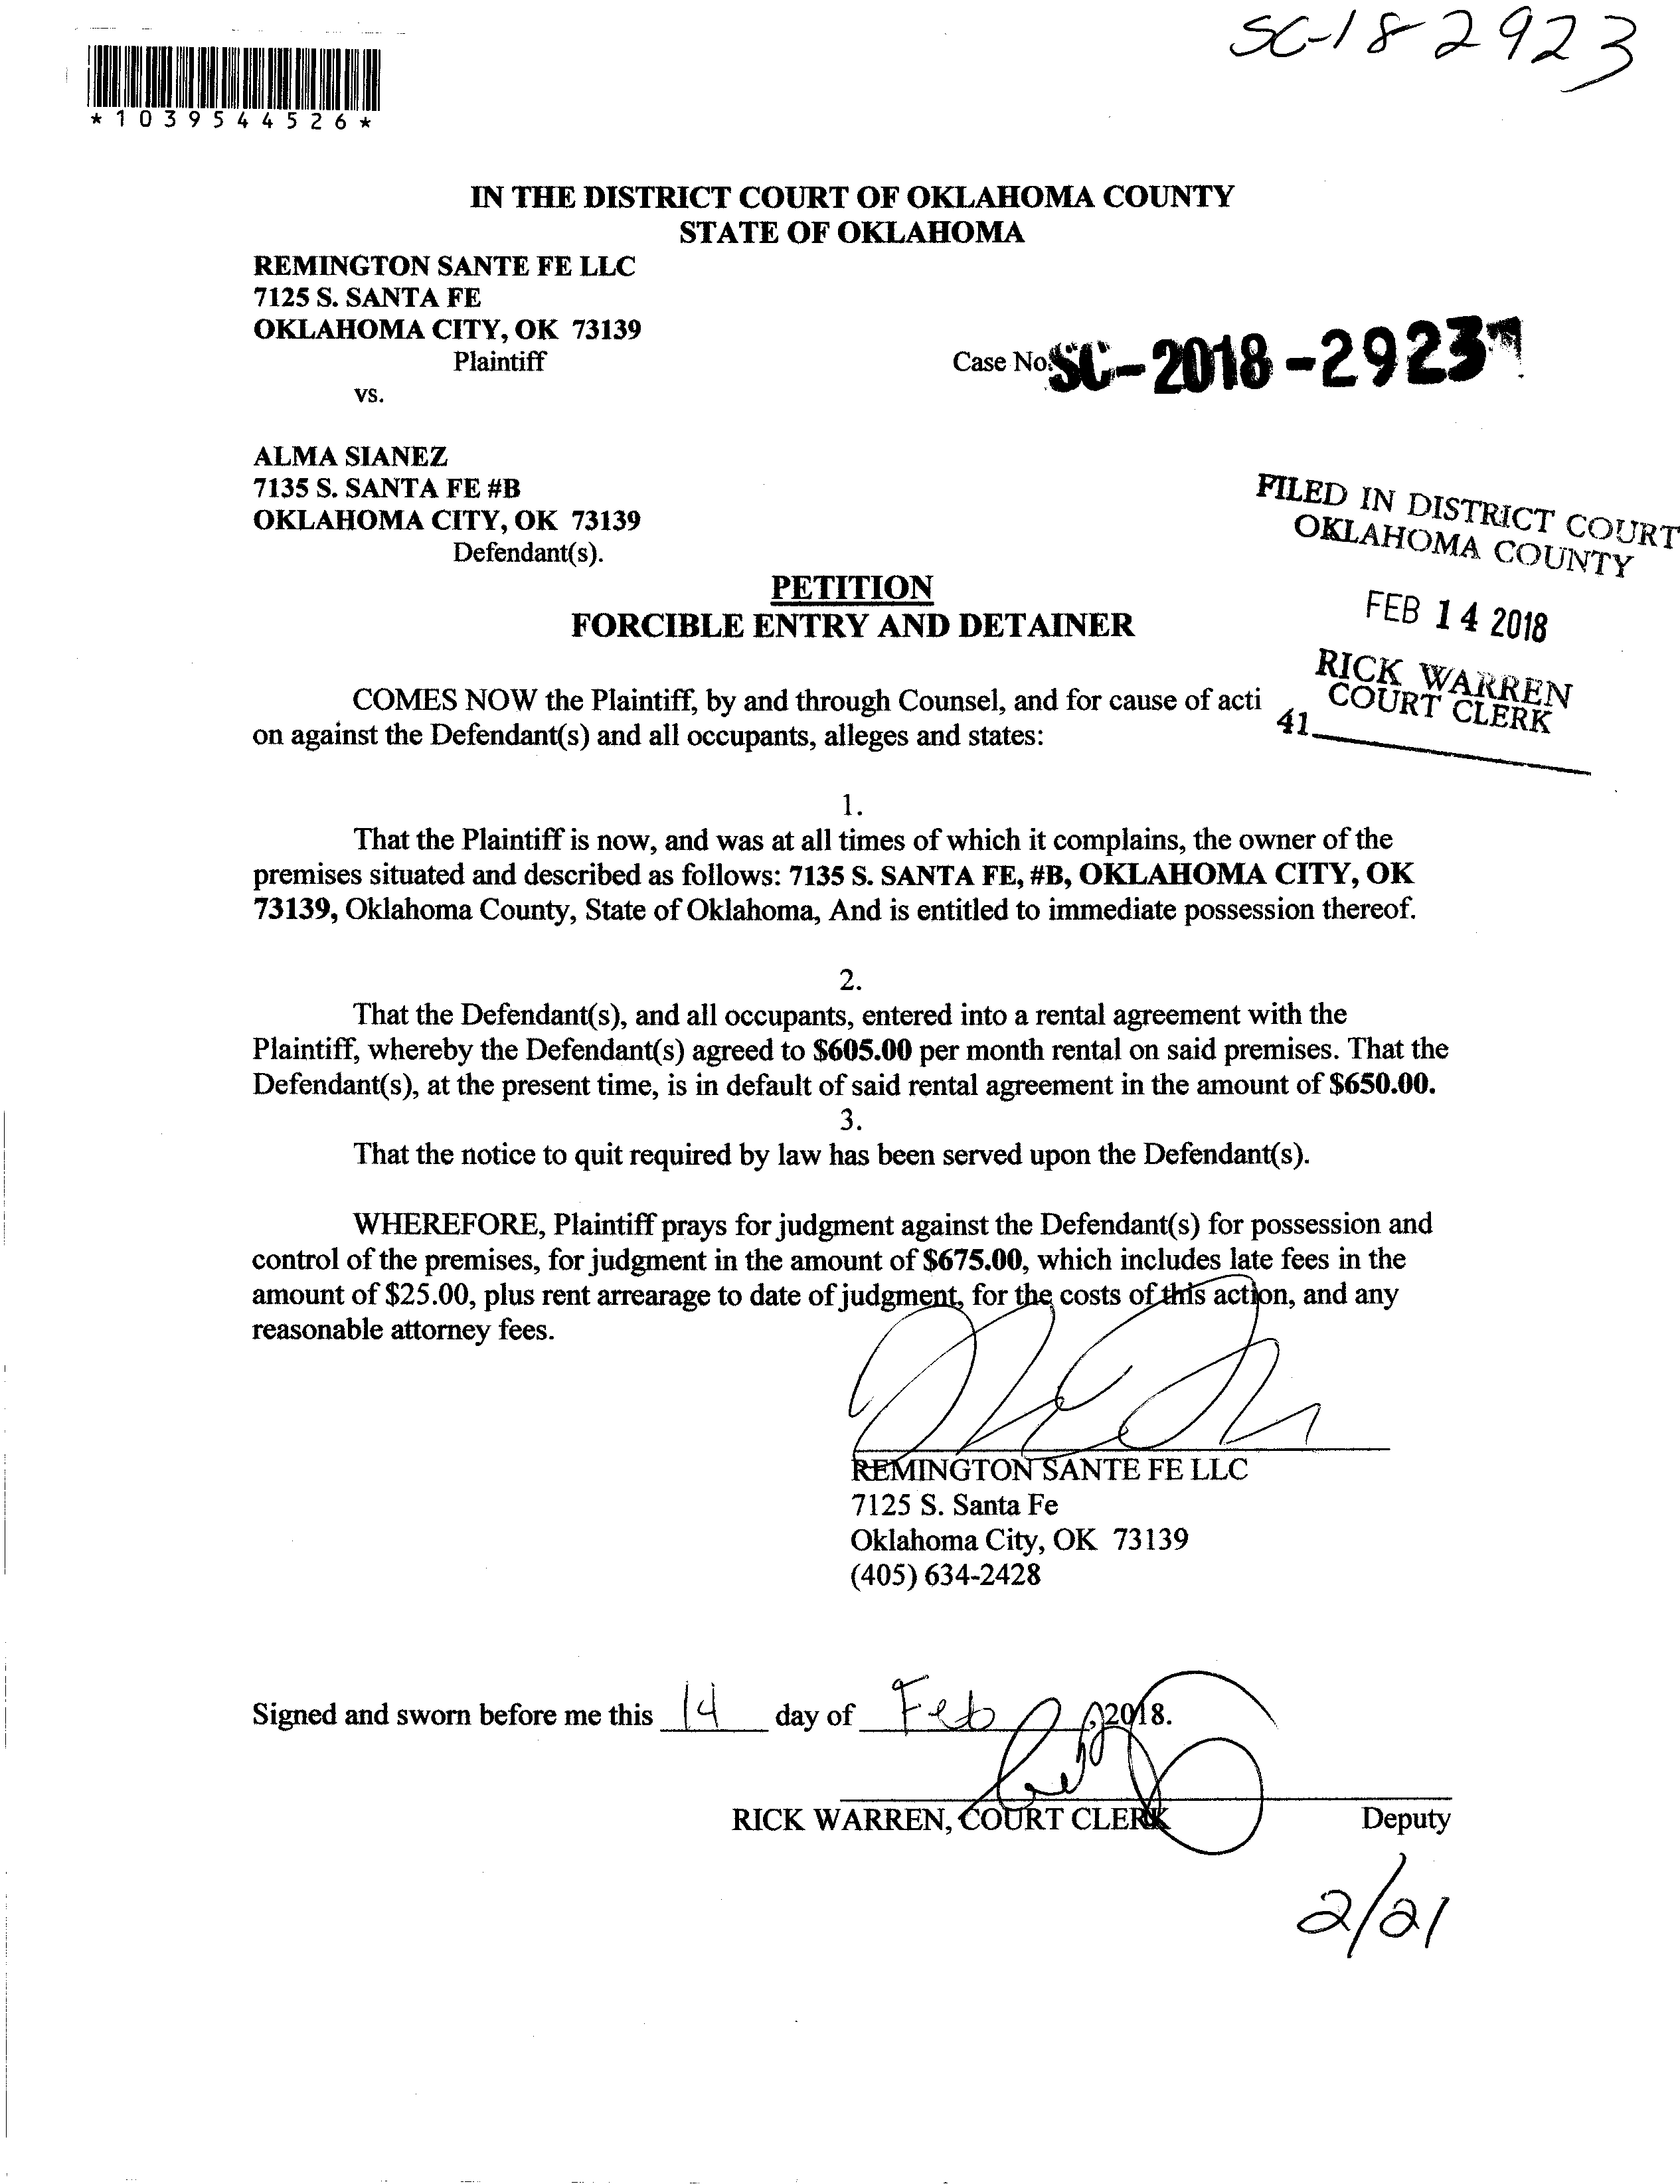 SC-18-2923
*1039544526*
IN THE DISTRICT COURT OF OKLAHOMA COUNTY
STATE OF OKLAHOMA
REMINGTON SANTE FE LLC
7125 S. SANTA FE
OKLAHOMA CITY, OK 73139
Plaintiff
Case No. SC-2018-2923
vs.
ALMA SIANEZ
7135 S. SANTA FE #B
OKLAHOMA CITY, OK 73139
Defendant(s).
FILED IN DISTRICT COURT
OKLAHOMA COUNTY
FEB 14 2018
RICK WARREN
COURT CLERK
41
PETITION
FORCIBLE ENTRY AND DETAINER
COMES NOW the Plaintiff, by and through Counsel, and for cause of acti
on against the Defendant(s) and all occupants, alleges and states:
1.
That the Plaintiff is now, and was at all times of which it complains, the owner of the
premises situated and described as follows: 7135 S. SANTA FE, #B, OKLAHOMA CITY, OK
73139, Oklahoma County, State of Oklahoma, And is entitled to immediate possession thereof.
2.
That the Defendant(s), and all occupants, entered into a rental agreement with the
Plaintiff, whereby the Defendant(s) agreed to $605.00 per month rental on said premises. That the
Defendant(s), at the present time, is in default of said rental agreement in the amount of $650.00.
3.
That the notice to quit required by law has been served upon the Defendant(s).
WHEREFORE, Plaintiff prays for judgment against the Defendant(s) for possession and
control of the premises, for judgment in the amount of $675.00, which includes late fees in the
amount of $25.00, plus rent arrearage to date of judgment, for the costs of this action, and any
reasonable attorney fees.
REMINGTON SANTE FE LLC
7125 S. Santa Fe
Oklahoma City, OK 73139
(405) 634-2428
Signed and sworn before me this 14 day of Feb, 2018.
RICK WARREN, COURT CLERK Deputy
2/21